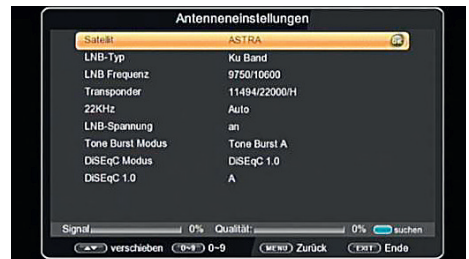 Antenneneinstellungen
Satellit ASTRA OK
LNB-Typ Ku Band
LNB Frequenz 9750/10600
Transponder 11494/22000/H
22KHz Auto
LNB-Spannung an
Tone Burst Modus Tone Burst A
DiSEqC Modus DiSEqC 1.0
DiSEqC 1.0 A
Signal 0% Qualität: 0% suchen
verschieben 0~9 0~9 MENU Zurück EXIT Ende